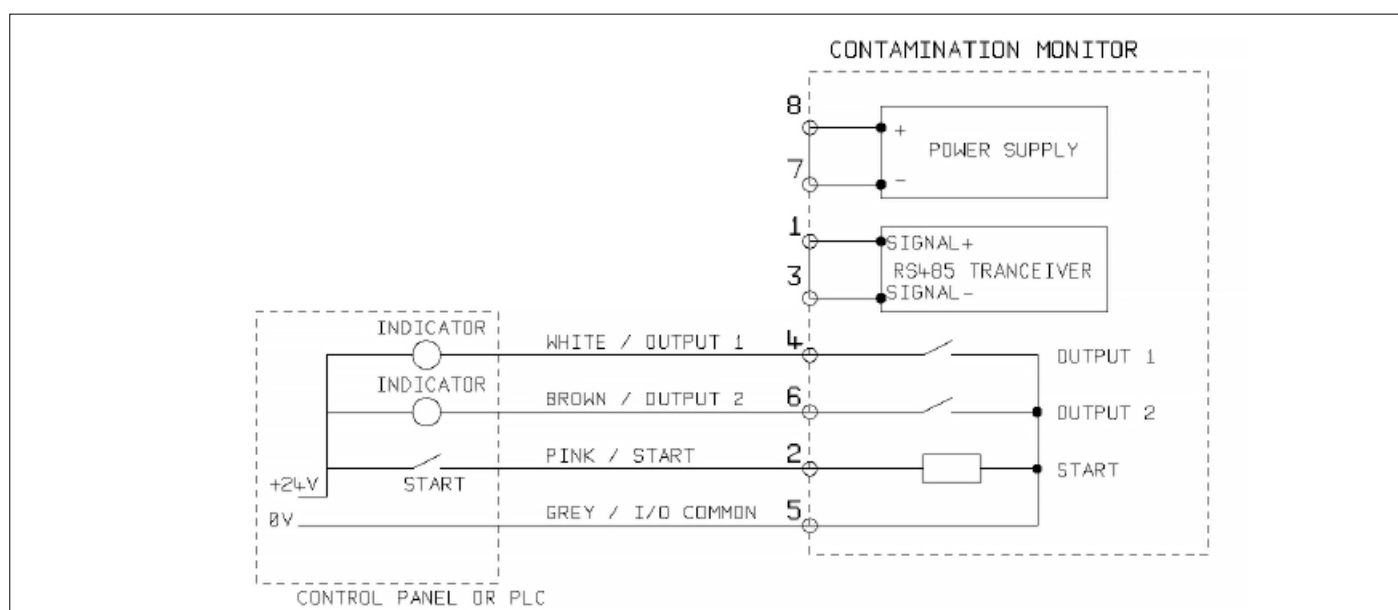 CONTAMINATION MONITOR
8
+
POWER SUPPLY
7
-
1
SIGNAL+
RS485 TRANCEIVER
3
SIGNAL-
INDICATOR
WHITE / OUTPUT 1
4
OUTPUT 1
INDICATOR
BROWN / OUTPUT 2
6
OUTPUT 2
PINK / START
2
START
START
+24V
0V
GREY / I/O COMMON
5
CONTROL PANEL OR PLC